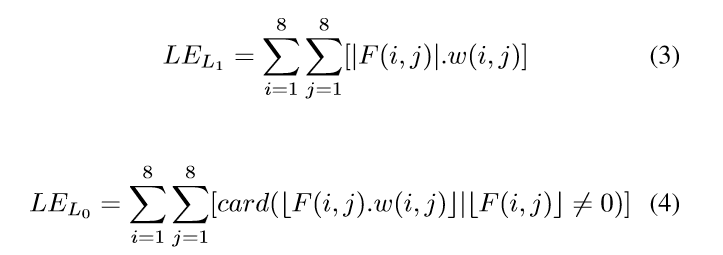 $LE_{L_1} = \sum_{i=1}^{8} \sum_{j=1}^{8} [|F(i,j)|.w(i,j)]$ (3)
$LE_{L_0} = \sum_{i=1}^{8} \sum_{j=1}^{8} [card(\lfloor F(i,j).w(i,j) \rfloor | \lfloor F(i,j) \rfloor \neq 0)]$ (4)